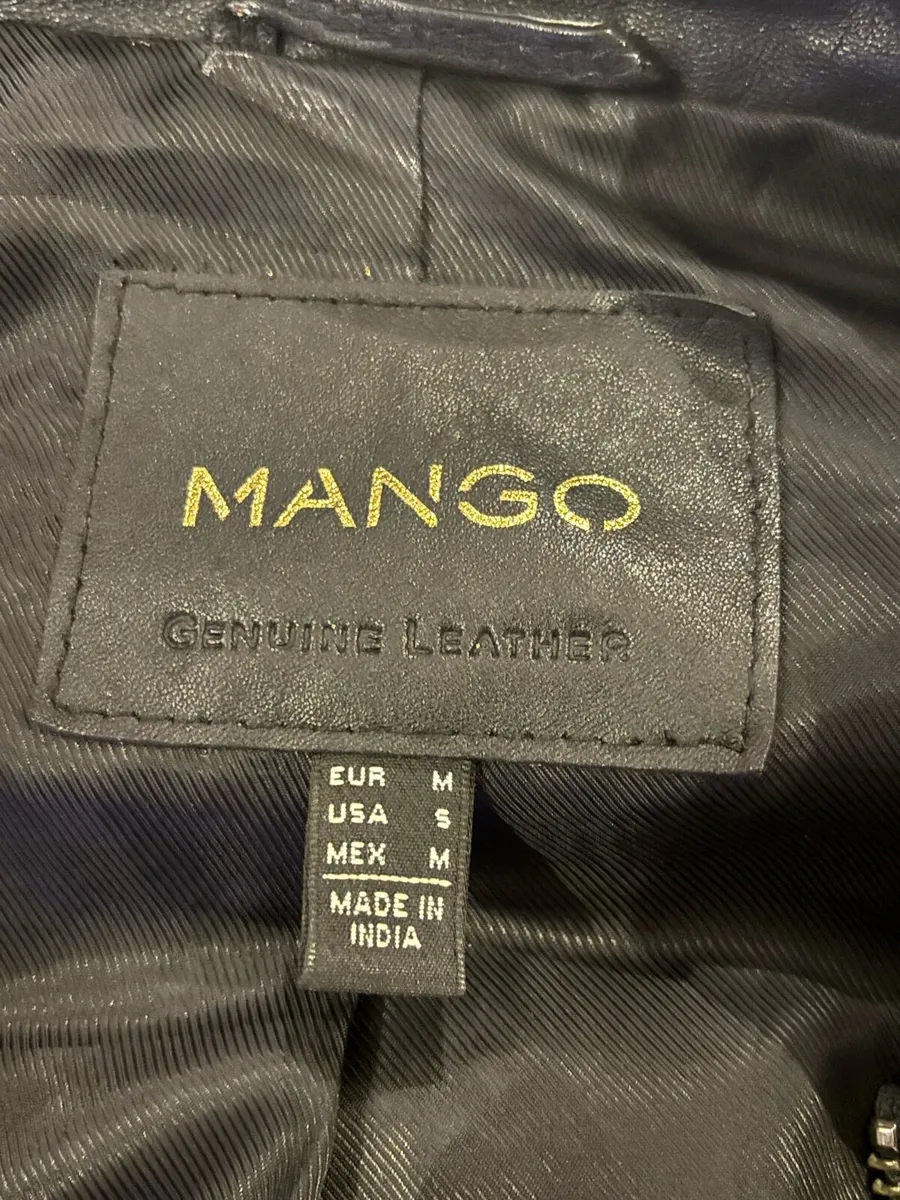 MANGO
GENUINE LEATHER
EUR M
USA S
MEX M
MADE IN
INDIA